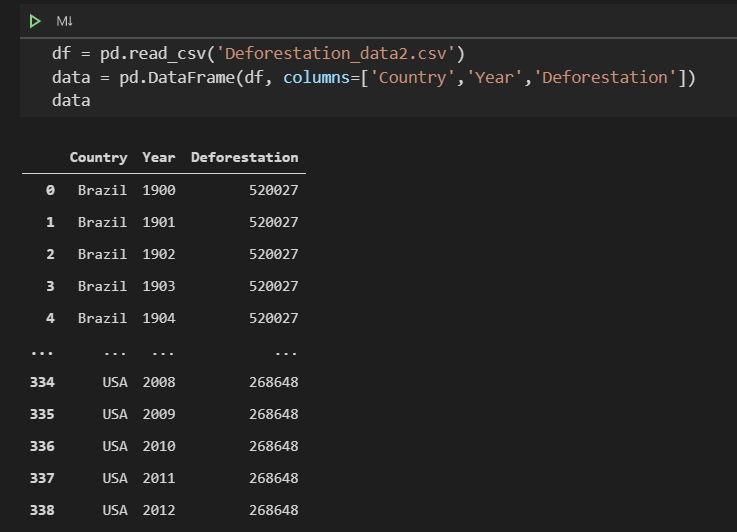 M↓
df = pd.read_csv('Deforestation_data2.csv')
data = pd.DataFrame(df, columns=['Country','Year','Deforestation'])
data
Country Year Deforestation
0 Brazil 1900 520027
1 Brazil 1901 520027
2 Brazil 1902 520027
3 Brazil 1903 520027
4 Brazil 1904 520027
... ... ... ...
334 USA 2008 268648
335 USA 2009 268648
336 USA 2010 268648
337 USA 2011 268648
338 USA 2012 268648